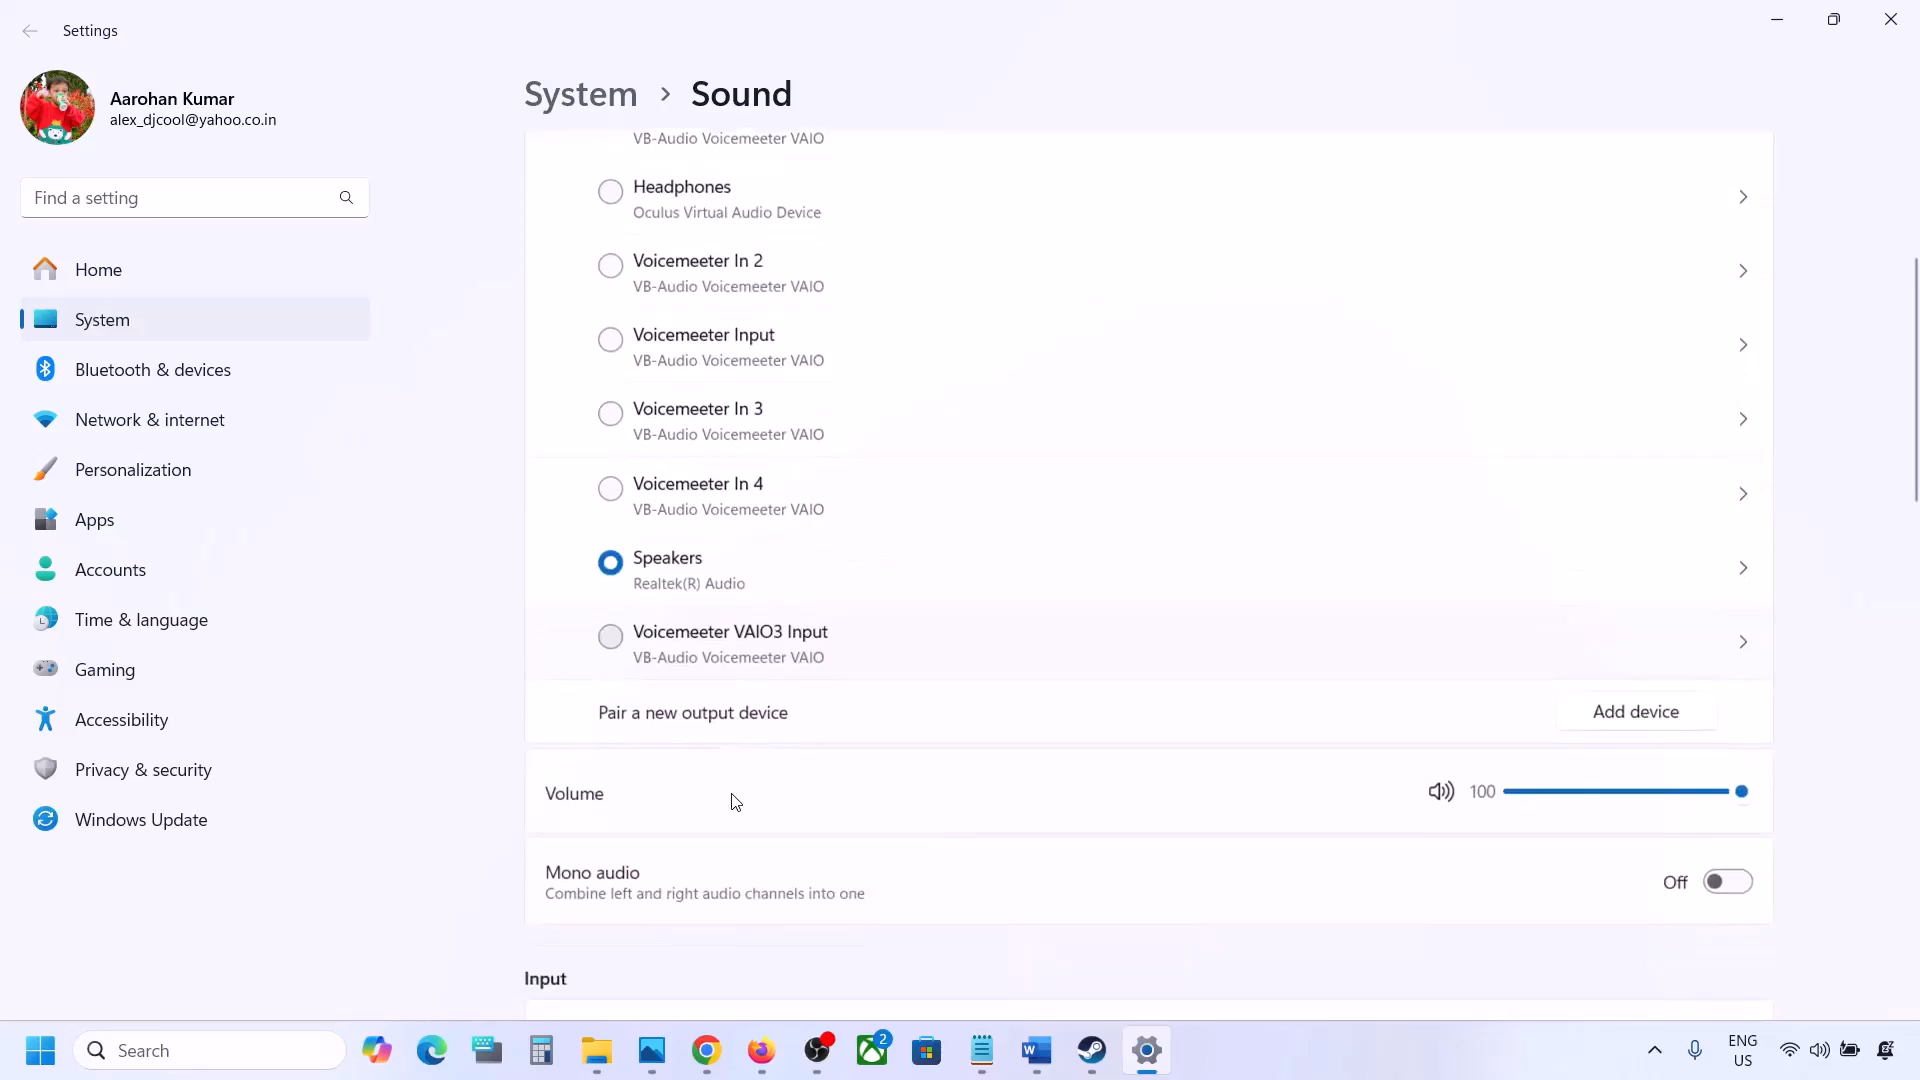 Settings
Aarohan Kumar
alex_djcool@yahoo.co.in
Find a setting
Home
System
Bluetooth & devices
Network & internet
Personalization
Apps
Accounts
Time & language
Gaming
Accessibility
Privacy & security
Windows Update
System > Sound
VB-Audio Voicemeeter VAIO
Headphones
Oculus Virtual Audio Device
Voicemeeter In 2
VB-Audio Voicemeeter VAIO
Voicemeeter Input
VB-Audio Voicemeeter VAIO
Voicemeeter In 3
VB-Audio Voicemeeter VAIO
Voicemeeter In 4
VB-Audio Voicemeeter VAIO
Speakers
Realtek(R) Audio
Voicemeeter VAIO3 Input
VB-Audio Voicemeeter VAIO
Pair a new output device
Add device
Volume
100
Mono audio
Combine left and right audio channels into one
Off
Input
Search
2
ENG
US